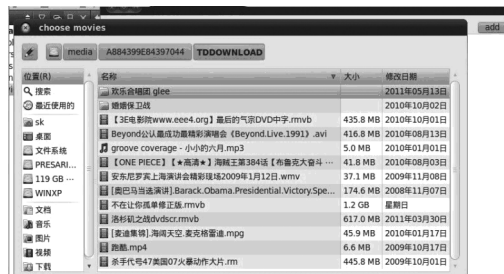 choose movies
add
media A884399E84397044 TDDOWNLOAD
位置(R)
搜索
最近使用的
sk
桌面
文件系统
PRESARI...
119 GB ...
WINXP
文档
音乐
图片
视频
下载
名称 大小 修改日期
欢乐合唱团 glee 2011年05月13日
嫂嫂保卫战 2010年10月02日
【3E电影院www.eee4.org】最后的气宗DVD中字.rmvb 435.8 MB 2010年10月01日
Beyond公认最成功最精彩演唱会《Beyond.Live.1991》.avi 416.8 MB 2010年08月13日
groove coverage - 小小的六月.mp3 5.0 MB 2010年01月01日
【ONE PIECE】【★高清★】海贼王第384话【布鲁克大奋斗 ... 41.8 MB 2010年08月03日
安东尼罗宾上海演讲会精彩现场2009年1月12日.wmv 37.1 MB 2009年11月08日
[奥巴马当选演讲].Barack.Obama.Presidential.Victory.Spe... 174.6 MB 2008年11月07日
不在让你孤单修正版.rmvb 1.2 GB 星期日
洛杉矶之战dvdscr.rmvb 617.0 MB 2011年03月30日
[麦迪集锦].海阔天空.麦克格雷迪.mpg 45.9 MB 2010年01月17日
跑酷.mp4 6.6 MB 2009年10月17日
杀手代号47美国07火暴动作大片.rm 445.8 MB 2009年10月01日